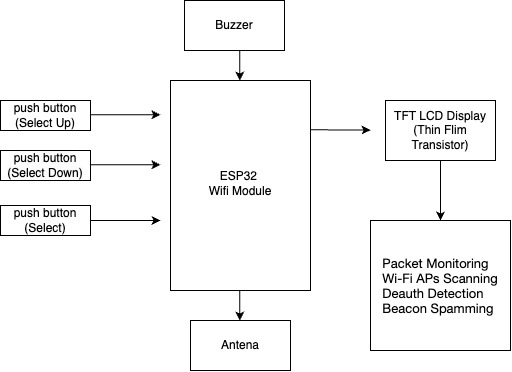 Buzzer
push button
(Select Up)
push button
(Select Down)
push button
(Select)
ESP32
Wifi Module
TFT LCD Display
(Thin Flim
Transistor)
Packet Monitoring
Wi-Fi APs Scanning
Deauth Detection
Beacon Spamming
Antena